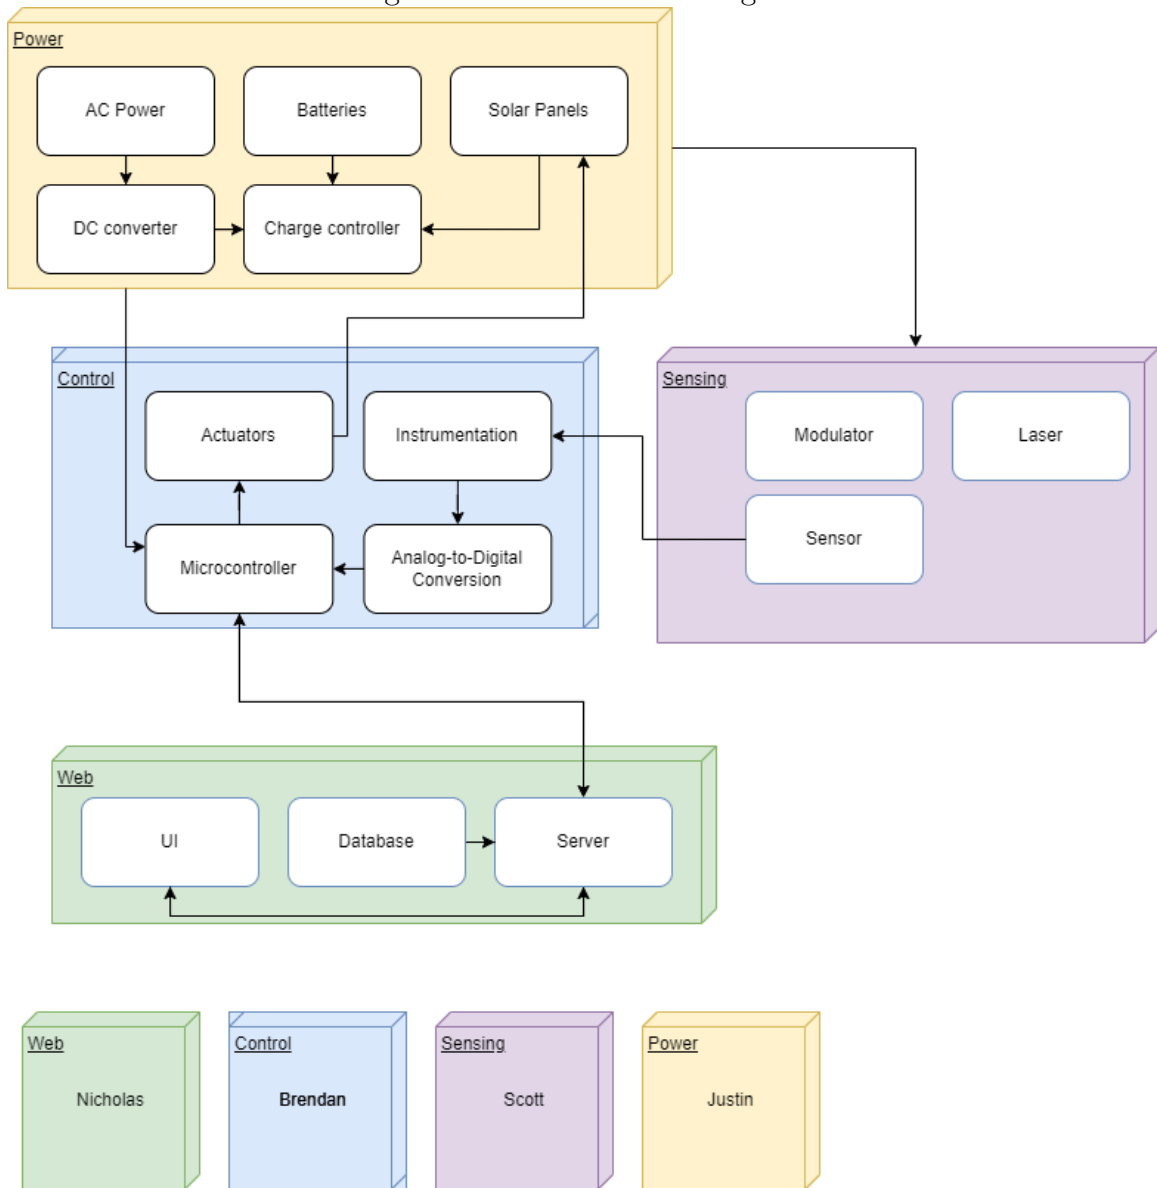 Power
AC Power
Batteries
Solar Panels
DC converter
Charge controller
Control
Actuators
Instrumentation
Microcontroller
Analog-to-Digital
Conversion
Sensing
Modulator
Laser
Sensor
Web
UI
Database
Server
Web
Nicholas
Control
Brendan
Sensing
Scott
Power
Justin